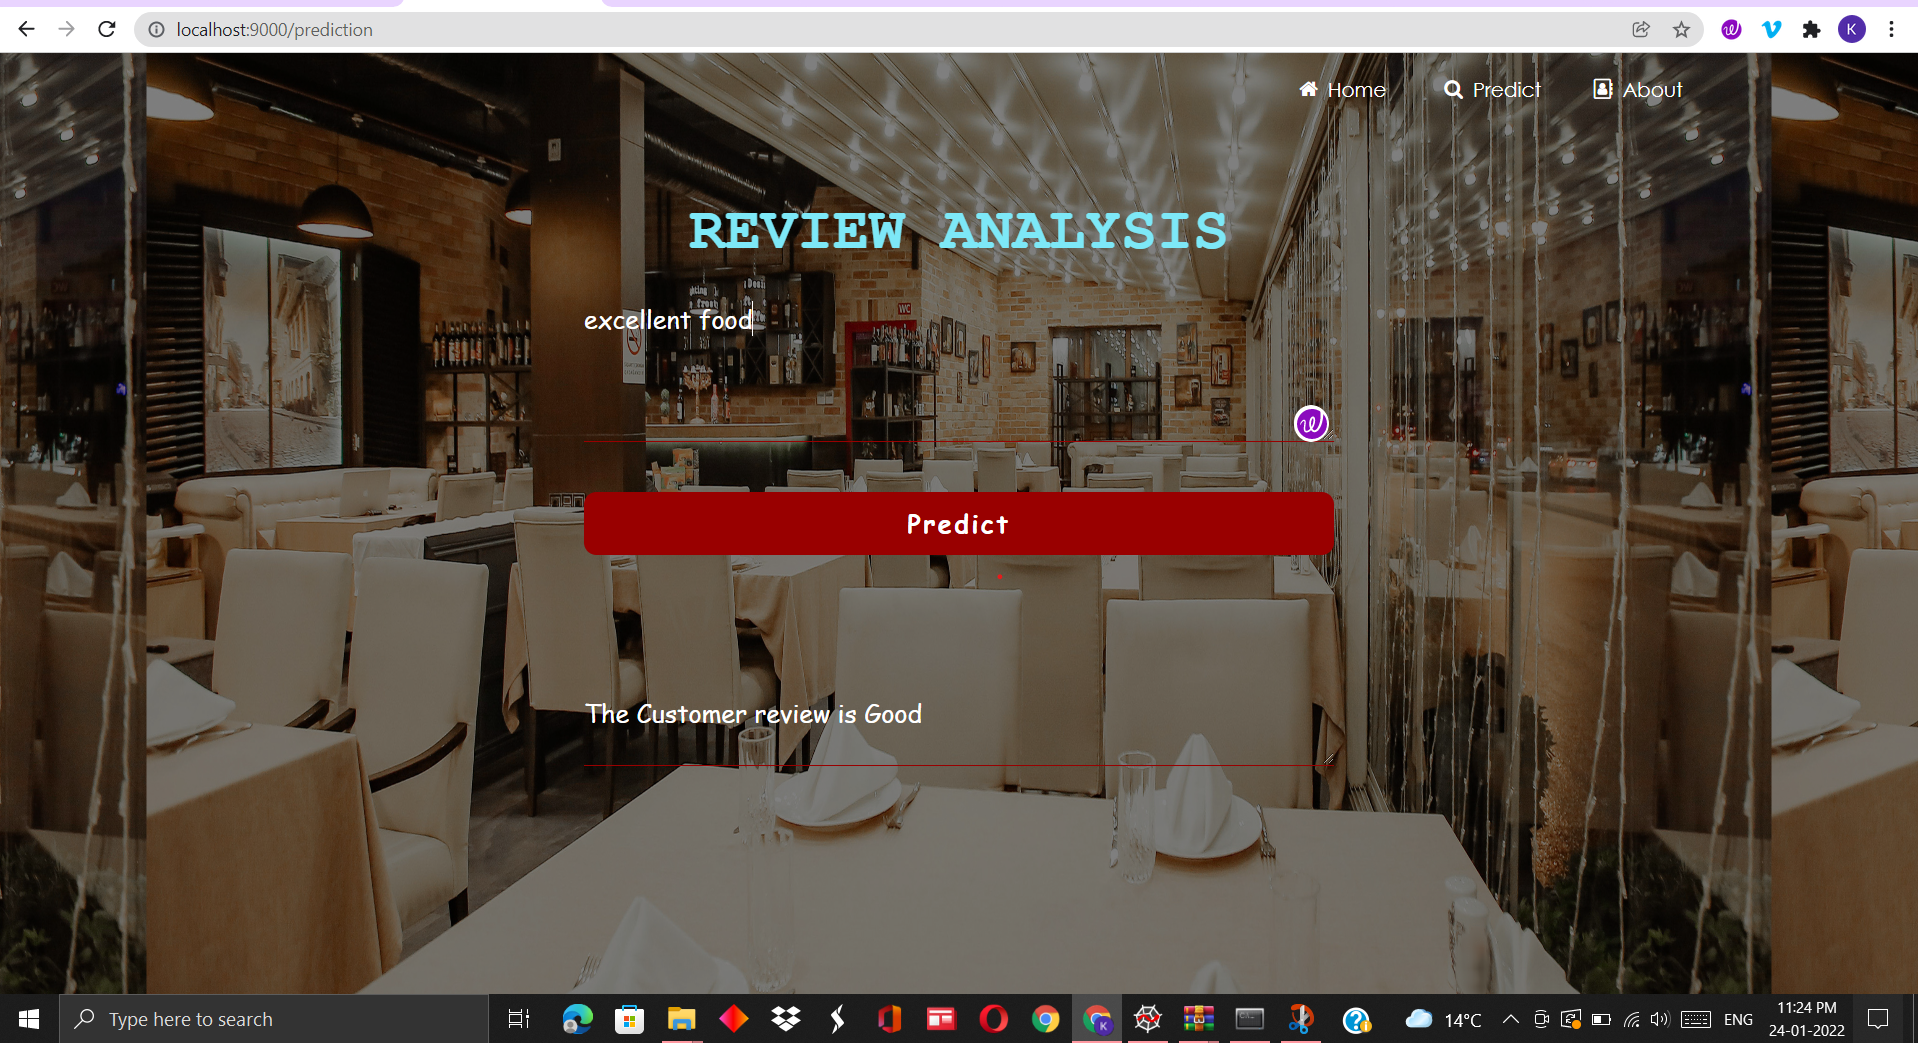 localhost:9000/prediction
K
Home
Predict
About
REVIEW ANALYSIS
excellent food
WC
Predict
The Customer review is Good
Type here to search
K
14°C
ENG
11:24 PM
24-01-2022